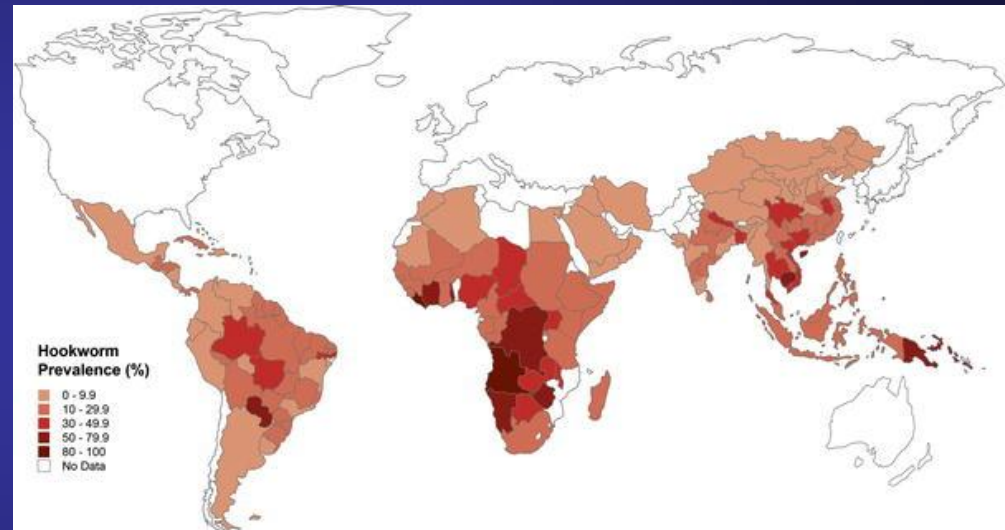 Hookworm
Prevalence (%)
0 - 9.9
10 - 29.9
30 - 49.9
50 - 79.9
80 - 100
No Data